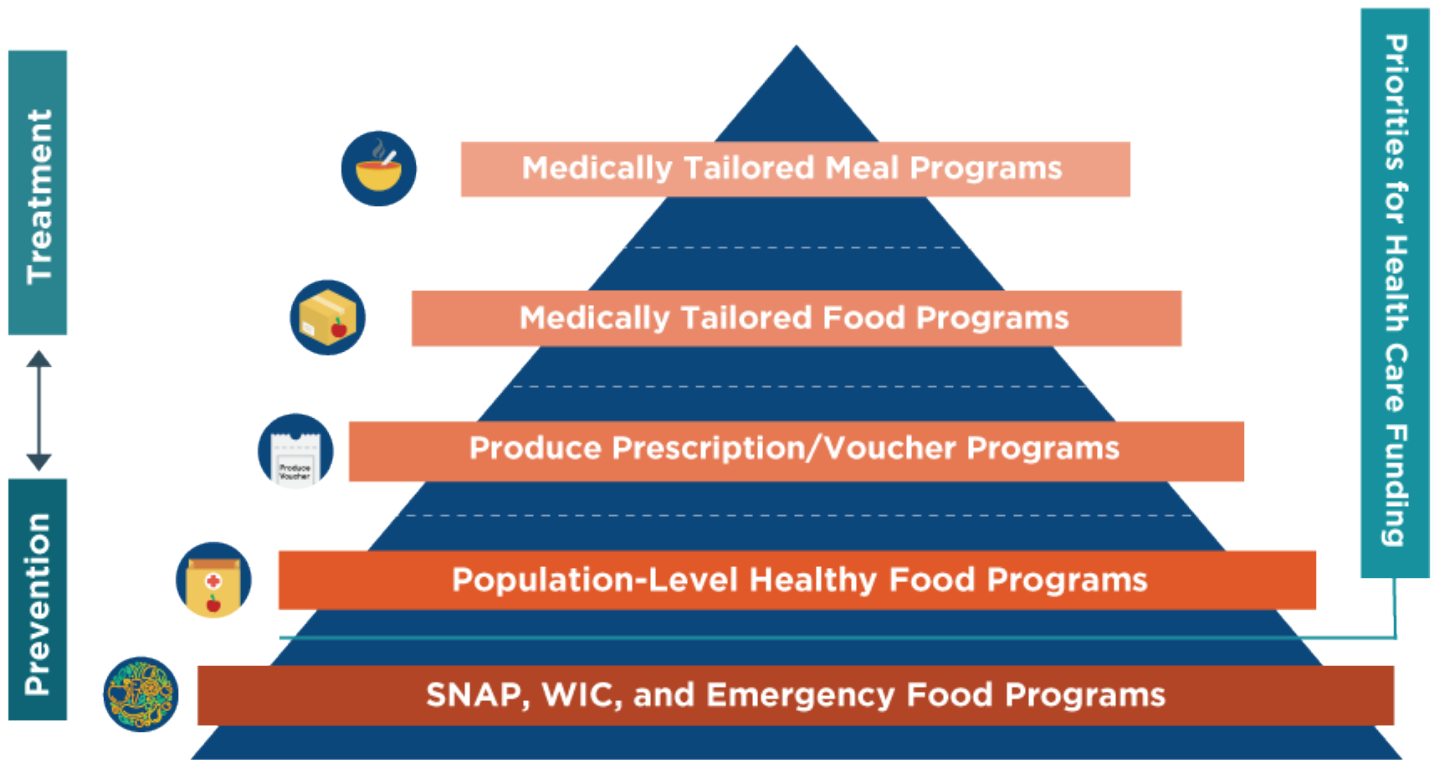 Treatment
Prevention
Medically Tailored Meal Programs
Medically Tailored Food Programs
Produce
Voucher
Produce Prescription/Voucher Programs
Population-Level Healthy Food Programs
SNAP, WIC, and Emergency Food Programs
Priorities for Health Care Funding